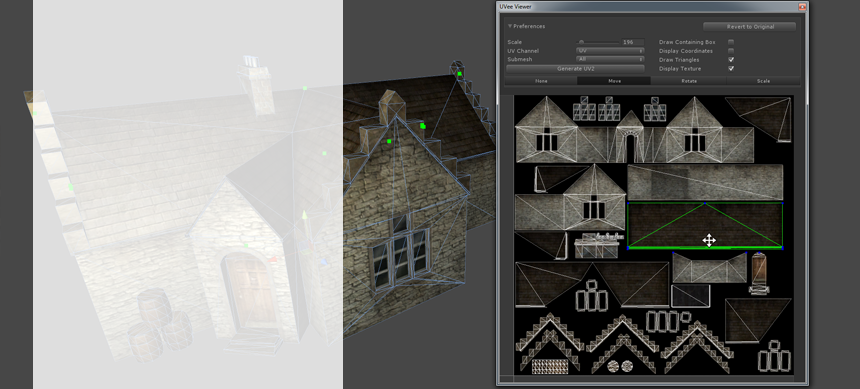 UVee Viewer
Preferences
Revert to Original
Scale 196 Draw Containing Box
UV Channel UV Display Coordinates
Submesh All Draw Triangles
Generate UV2 Display Texture
None Move Rotate Scale